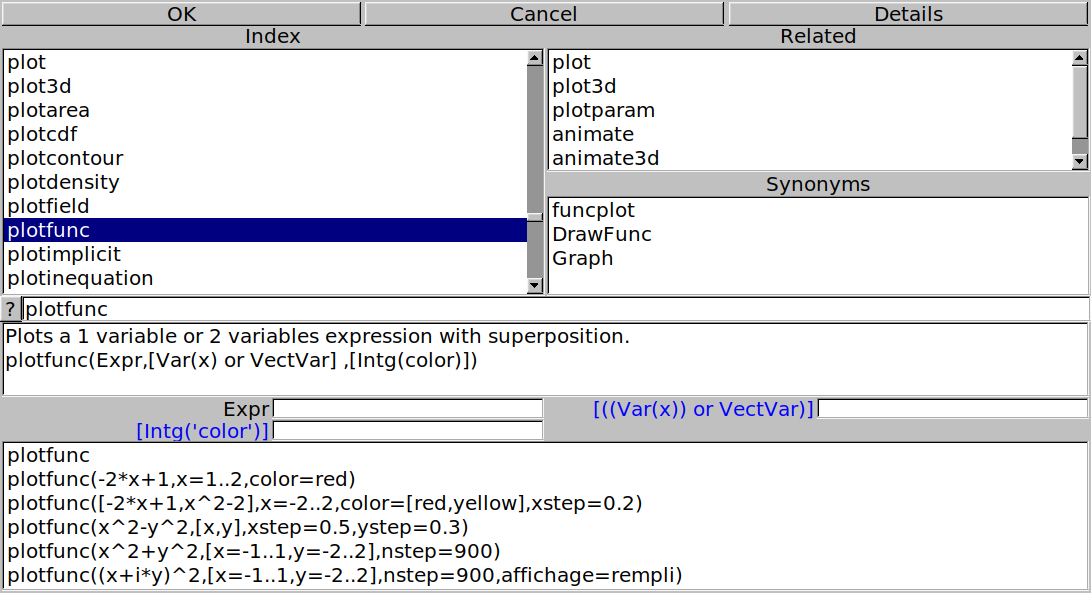 OK Cancel Details
Index
plot
plot3d
plotarea
plotcdf
plotcontour
plotdensity
plotfield
plotfunc
plotimplicit
plotinequation
Related
plot
plot3d
plotparam
animate
animate3d
Synonyms
funcplot
DrawFunc
Graph
? plotfunc
Plots a 1 variable or 2 variables expression with superposition.
plotfunc(Expr,[Var(x) or VectVar] ,[Intg(color)])
Expr [((Var(x)) or VectVar)]
[Intg('color')]
plotfunc
plotfunc(-2*x+1,x=1..2,color=red)
plotfunc([-2*x+1,x^2-2],x=-2..2,color=[red,yellow],xstep=0.2)
plotfunc(x^2-y^2,[x,y],xstep=0.5,ystep=0.3)
plotfunc(x^2+y^2,[x=-1..1,y=-2..2],nstep=900)
plotfunc((x+i*y)^2,[x=-1..1,y=-2..2],nstep=900,affichage=rempli)